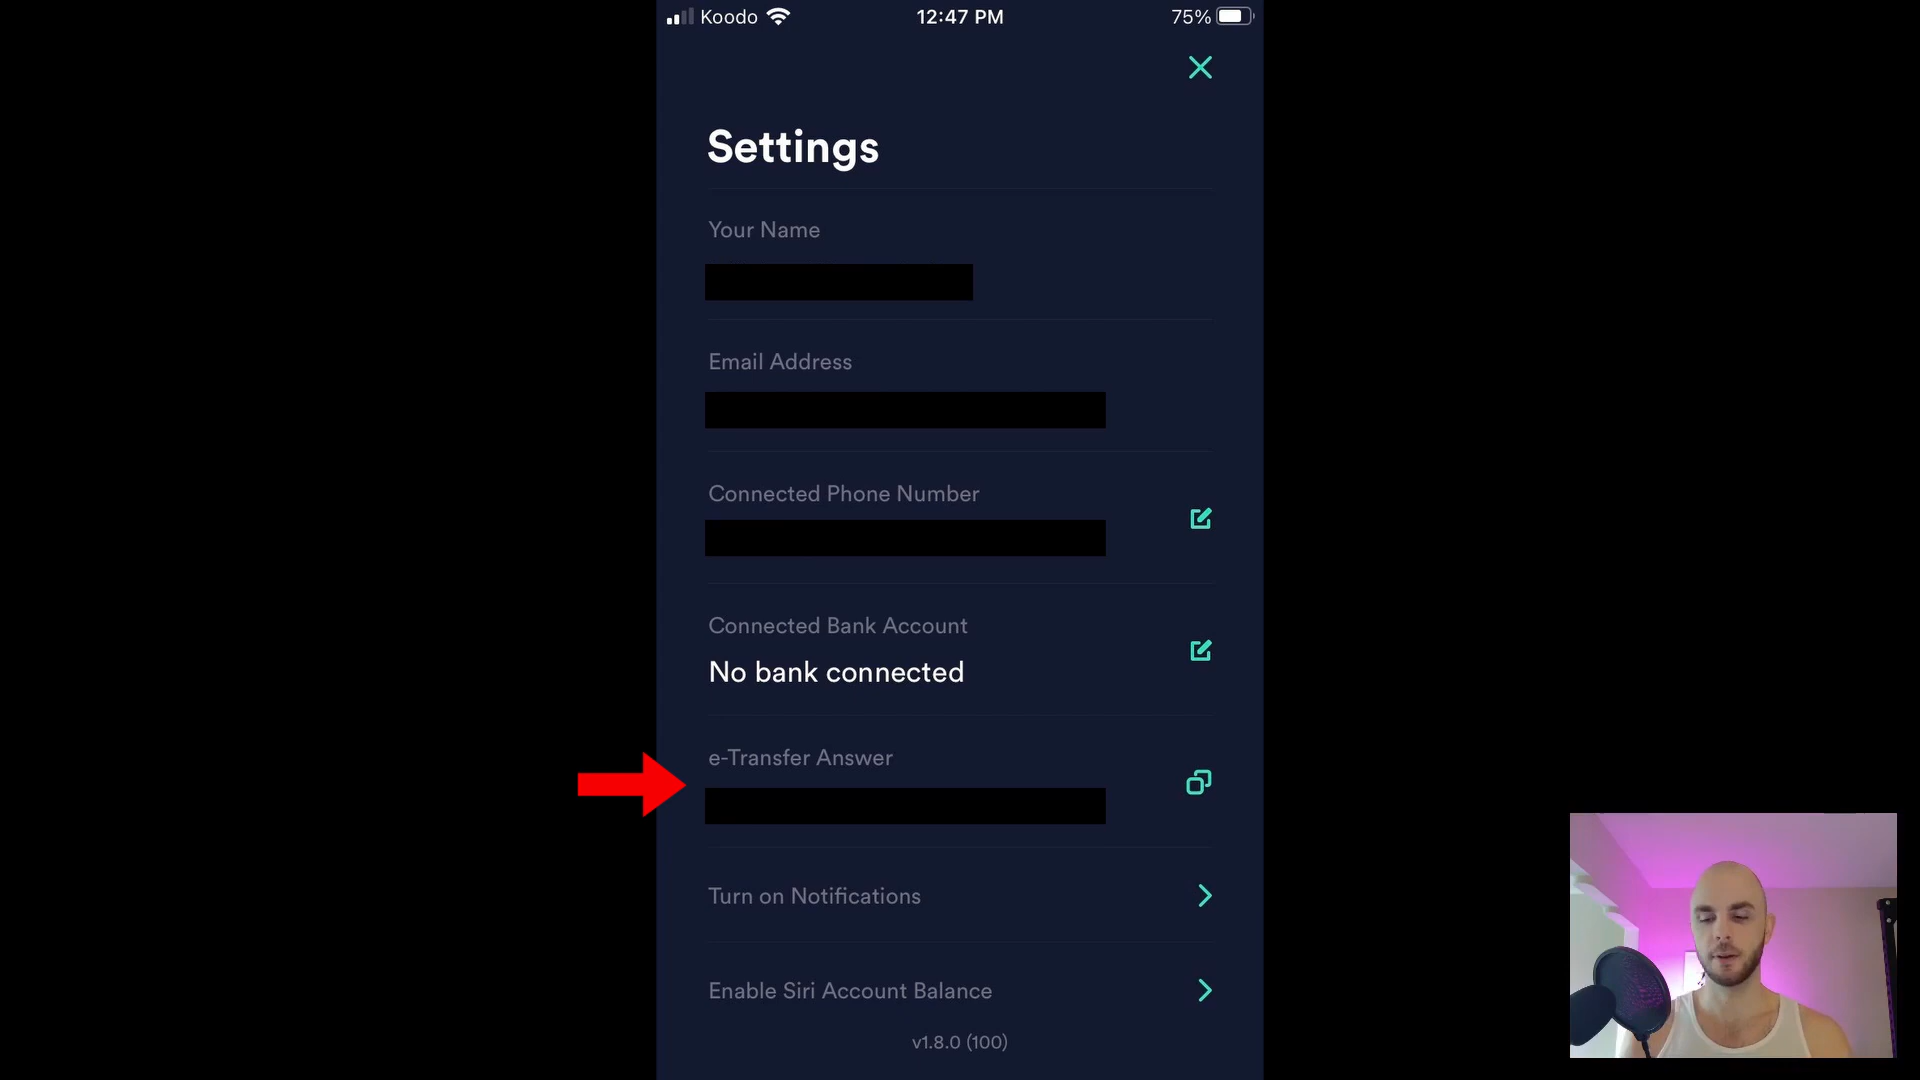 Koodo 12:47 PM 75%
Settings
Your Name
Email Address
Connected Phone Number
Connected Bank Account
No bank connected
e-Transfer Answer
Turn on Notifications
Enable Siri Account Balance
v1.8.0 (100)